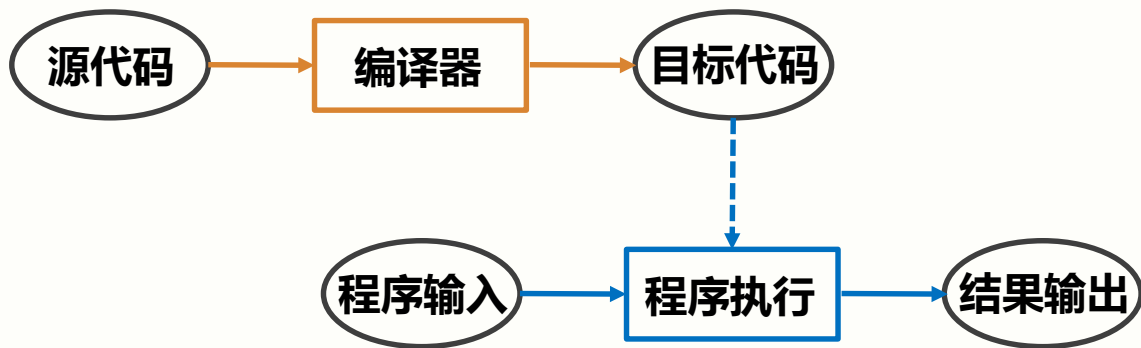 源代码
编译器
目标代码
程序输入
程序执行
结果输出